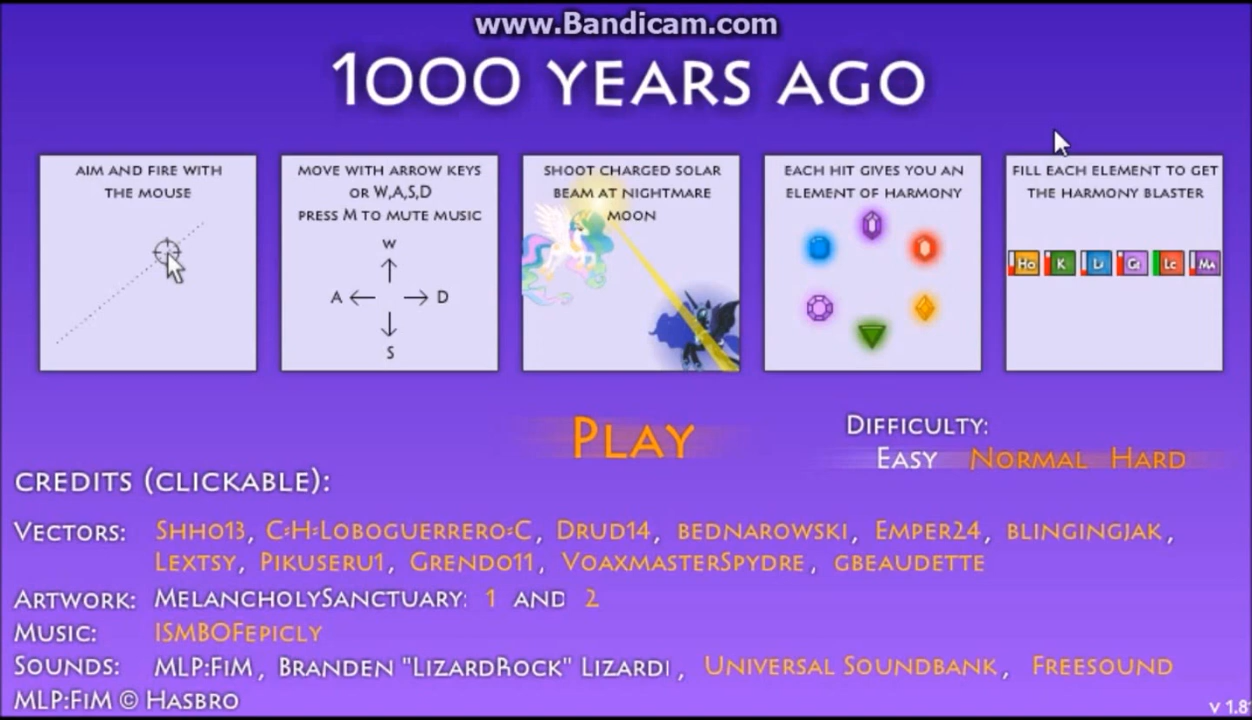 www.Bandicam.com
1000 YEARS AGO
AIM AND FIRE WITH
THE MOUSE
MOVE WITH ARROW KEYS
OR W,A,S,D
PRESS M TO MUTE MUSIC
W
A D
S
SHOOT CHARGED SOLAR
BEAM AT NIGHTMARE
MOON
EACH HIT GIVES YOU AN
ELEMENT OF HARMONY
FILL EACH ELEMENT TO GET
THE HARMONY BLASTER
Ho K Gt Lc MA
PLAY
DIFFICULTY:
EASY NORMAL HARD
CREDITS (CLICKABLE):
VECTORS: SHHO13, C:H:LOBOGUERRERO:C, DRUD14, BEDNAROWSKI, EMPER24, BLINGINGJAK,
LEXTSY, PIKUSERU1, GRENDO11, VOAXMASTERSPYDRE, GBEAUDETTE
ARTWORK: MELANCHOLYSANCTUARY: 1 AND 2
MUSIC: ISMBOFEPICLY
SOUNDS: MLP:FIM, BRANDEN "LIZARDROCK" LIZARDI, UNIVERSAL SOUNDBANK, FREESOUND
MLP:FIM © HASBRO
v 1.8